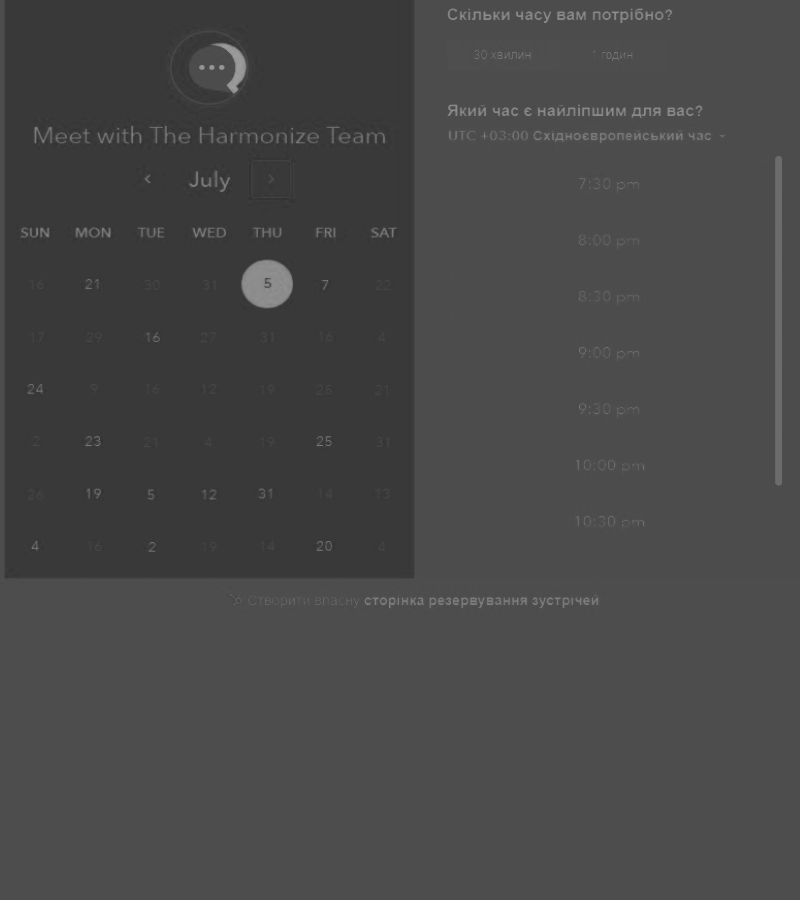 Meet with The Harmonize Team
July
SUN MON TUE WED THU FRI SAT
16 21 30 31 5 7 22
17 29 16 27 31 16 4
24 9 16 12 19 25 21
2 23 21 4 19 25 31
26 19 5 12 31 14 13
4 16 2 19 14 20 4
Скільки часу вам потрібно?
30 хвилин 1 годин
Який час є найліпшим для вас?
UTC +03:00 Східноєвропейський час
7:30 pm
8:00 pm
8:30 pm
9:00 pm
9:30 pm
10:00 pm
10:30 pm
Створити власну сторінка резервування зустрічей